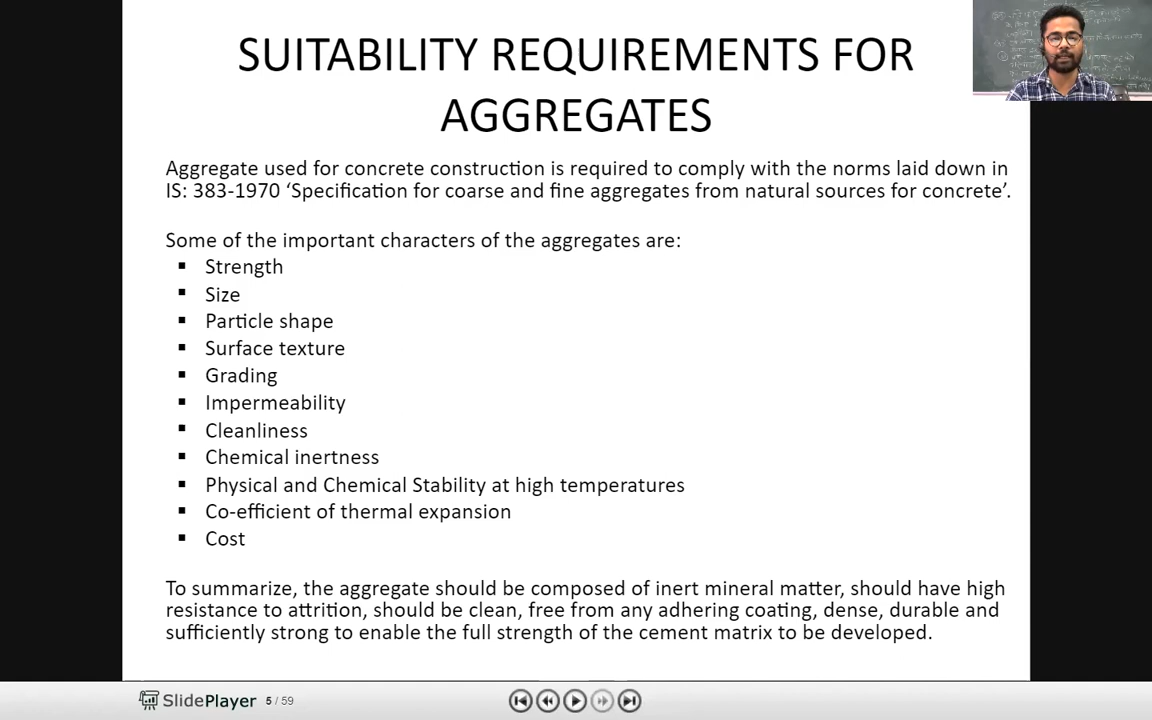 SUITABILITY REQUIREMENTS FOR
AGGREGATES
Aggregate used for concrete construction is required to comply with the norms laid down in
IS: 383-1970 ‘Specification for coarse and fine aggregates from natural sources for concrete’.
Some of the important characters of the aggregates are:
▪ Strength
▪ Size
▪ Particle shape
▪ Surface texture
▪ Grading
▪ Impermeability
▪ Cleanliness
▪ Chemical inertness
▪ Physical and Chemical Stability at high temperatures
▪ Co-efficient of thermal expansion
▪ Cost
To summarize, the aggregate should be composed of inert mineral matter, should have high
resistance to attrition, should be clean, free from any adhering coating, dense, durable and
sufficiently strong to enable the full strength of the cement matrix to be developed.
SlidePlayer 5 / 59